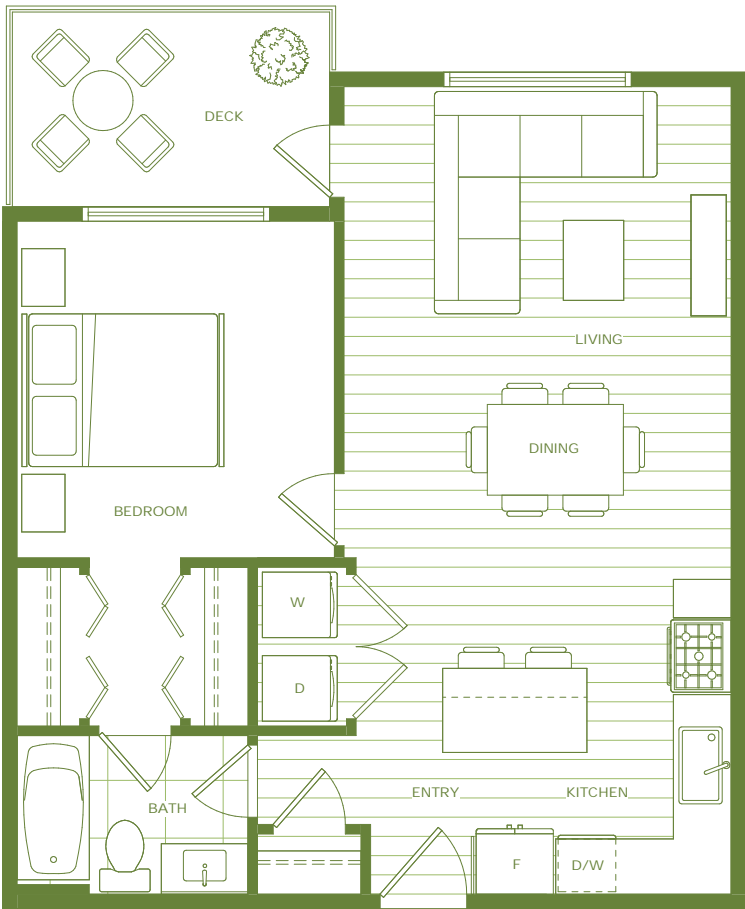 DECK
LIVING
DINING
BEDROOM
W
D
ENTRY
KITCHEN
BATH
F
D/W